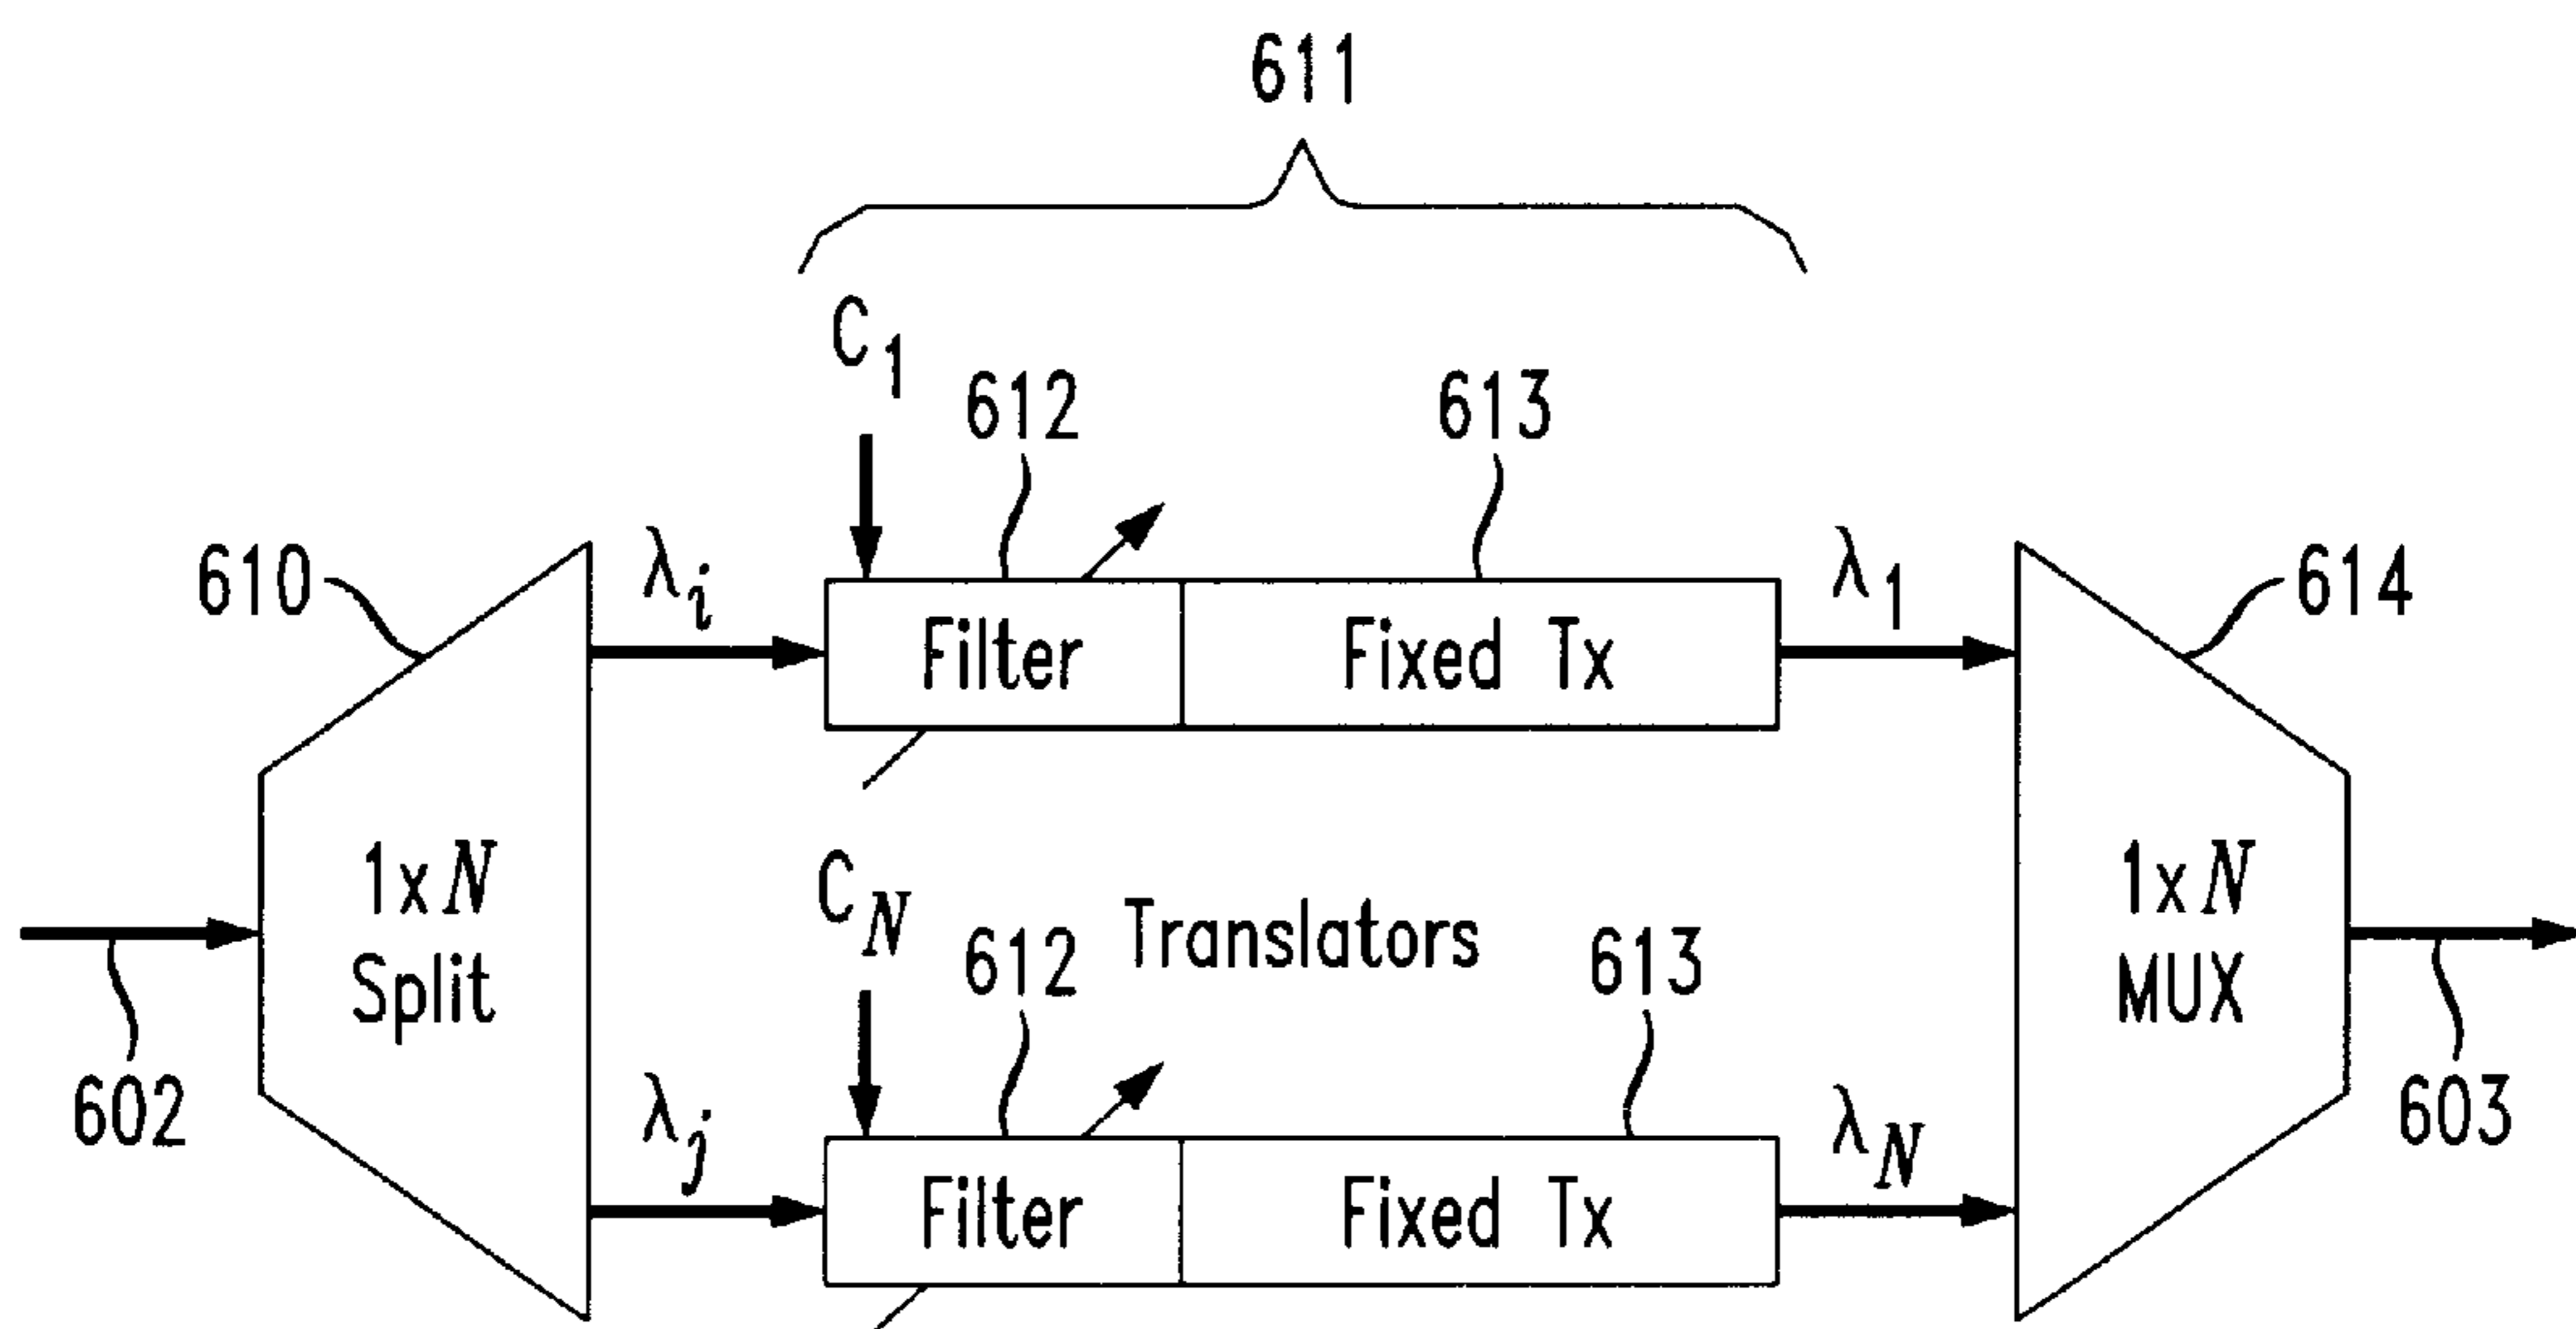 611
C1
612
613
610
λi
Filter
Fixed Tx
λ1
614
1xN
Split
CN
612
Translators
613
1xN
MUX
602
λj
Filter
Fixed Tx
λN
603